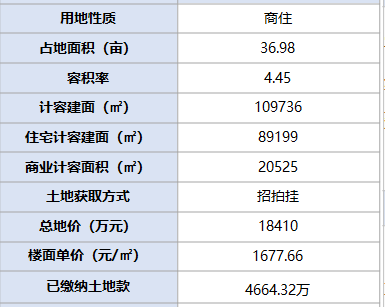 用地性质 商住
占地面积（亩） 36.98
容积率 4.45
计容建面（㎡） 109736
住宅计容建面（㎡） 89199
商业计容面积（㎡） 20525
土地获取方式 招拍挂
总地价（万元） 18410
楼面单价（元/㎡） 1677.66
已缴纳土地款 4664.32万